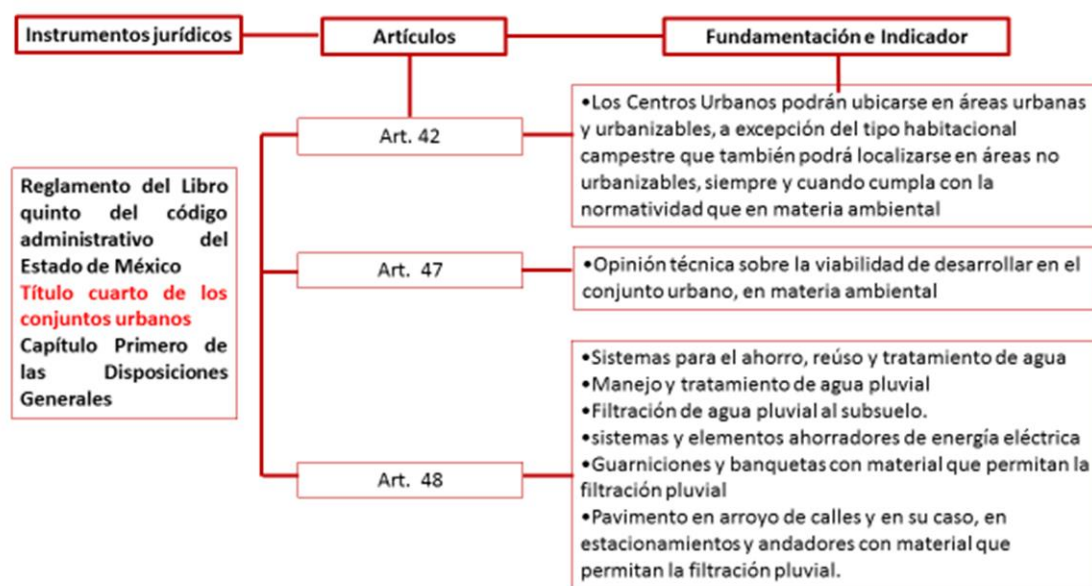 Instrumentos jurídicos
Artículos
Fundamentación e Indicador
Reglamento del Libro
quinto del código
administrativo del
Estado de México
Título cuarto de los
conjuntos urbanos
Capítulo Primero de
las Disposiciones
Generales
Art. 42
•Los Centros Urbanos podrán ubicarse en áreas urbanas
y urbanizables, a excepción del tipo habitacional
campestre que también podrá localizarse en áreas no
urbanizables, siempre y cuando cumpla con la
normatividad que en materia ambiental
Art. 47
•Opinión técnica sobre la viabilidad de desarrollar en el
conjunto urbano, en materia ambiental
Art. 48
•Sistemas para el ahorro, reúso y tratamiento de agua
•Manejo y tratamiento de agua pluvial
•Filtración de agua pluvial al subsuelo.
•sistemas y elementos ahorradores de energía eléctrica
•Guarniciones y banquetas con material que permitan la
filtración pluvial
•Pavimento en arroyo de calles y en su caso, en
estacionamientos y andadores con material que
permitan la filtración pluvial.